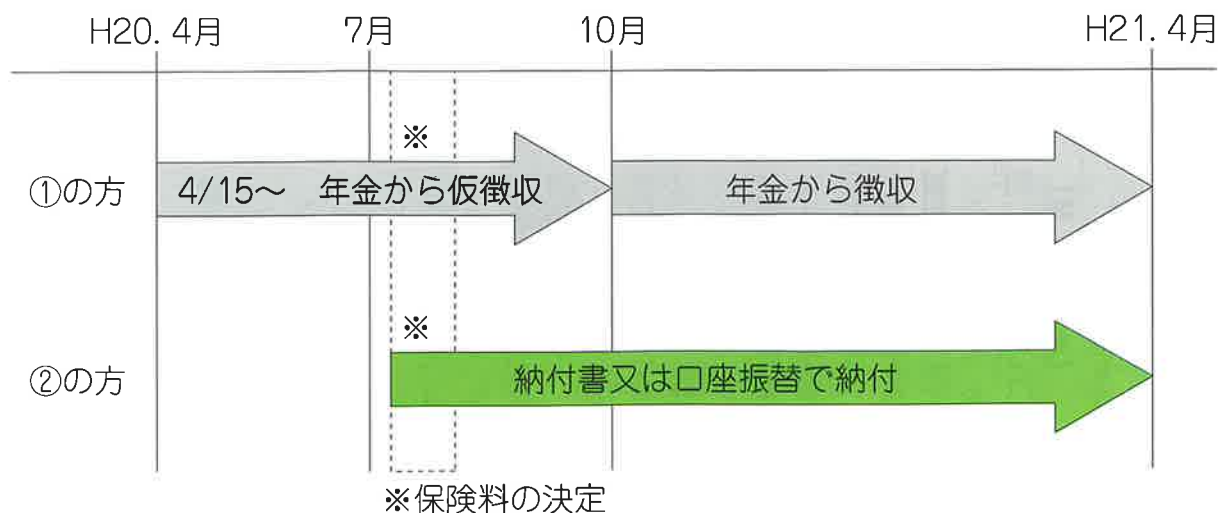 H20. 4月 7月 10月 H21. 4月
※
①の方 4/15～ 年金から仮徴収 年金から徴収
※
②の方 納付書又は口座振替で納付
※保険料の決定